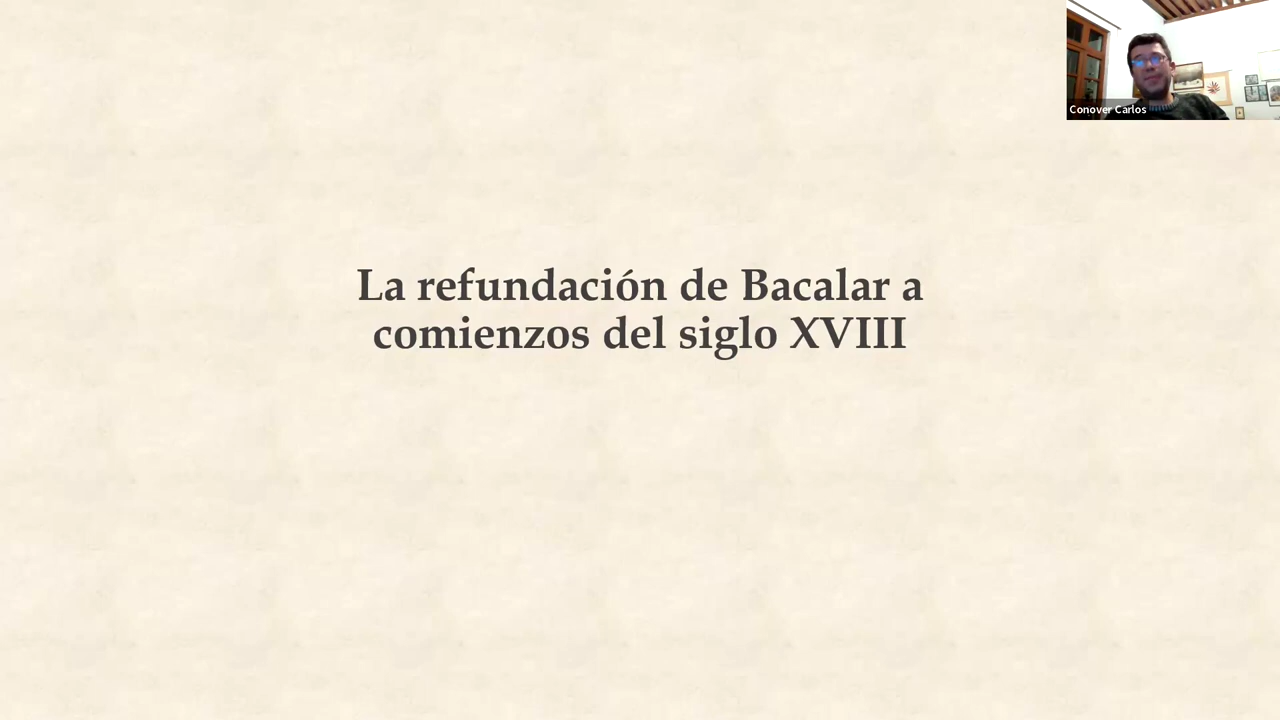 Conover Carlos
La refundación de Bacalar a
comienzos del siglo XVIII